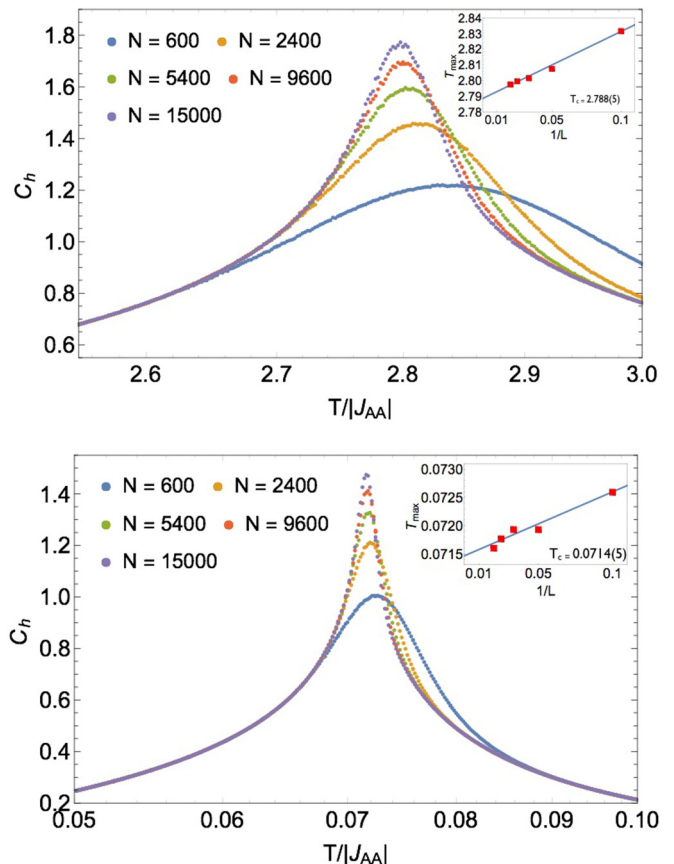 N = 600 N = 2400
N = 5400 N = 9600
N = 15000
2.84
2.83
2.82
2.81
2.80
2.79
2.78
T_max
T_c = 2.788(5)
0.01 0.05 0.1
1/L
1.8
1.6
1.4
1.2
1.0
0.8
0.6
C_h
2.6 2.7 2.8 2.9 3.0
T/|J_AA|
N = 600 N = 2400
N = 5400 N = 9600
N = 15000
0.0730
0.0725
0.0720
0.0715
T_max
T_c = 0.0714(5)
0.01 0.05 0.1
1/L
1.4
1.2
1.0
0.8
0.6
0.4
0.2
C_h
0.05 0.06 0.07 0.08 0.09 0.10
T/|J_AA|